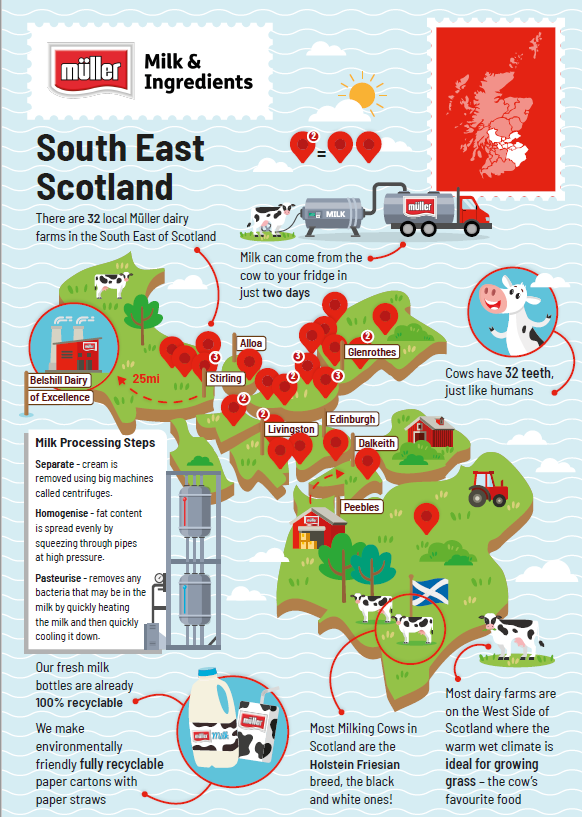 müller
Milk &
Ingredients
South East
Scotland
There are 32 local Müller dairy
farms in the South East of Scotland
2
=
MILK
müller
Milk can come from the
cow to your fridge in
just two days
Cows have 32 teeth,
just like humans
Belshill Dairy
of Excellence
25mi
Alloa
Stirling
Glenrothes
Livingston
Edinburgh
Dalkeith
Peebles
3
2
3
2
3
2
2
Milk Processing Steps
Separate - cream is
removed using big machines
called centrifuges.
Homogenise - fat content
is spread evenly by
squeezing through pipes
at high pressure.
Pasteurise - removes any
bacteria that may be in the
milk by quickly heating
the milk and then quickly
cooling it down.
Our fresh milk
bottles are already
100% recyclable
We make
environmentally
friendly fully recyclable
paper cartons with
paper straws
müller
milk
müller
Most Milking Cows in
Scotland are the
Holstein Friesian
breed, the black
and white ones!
Most dairy farms are
on the West Side of
Scotland where the
warm wet climate is
ideal for growing
grass – the cow's
favourite food